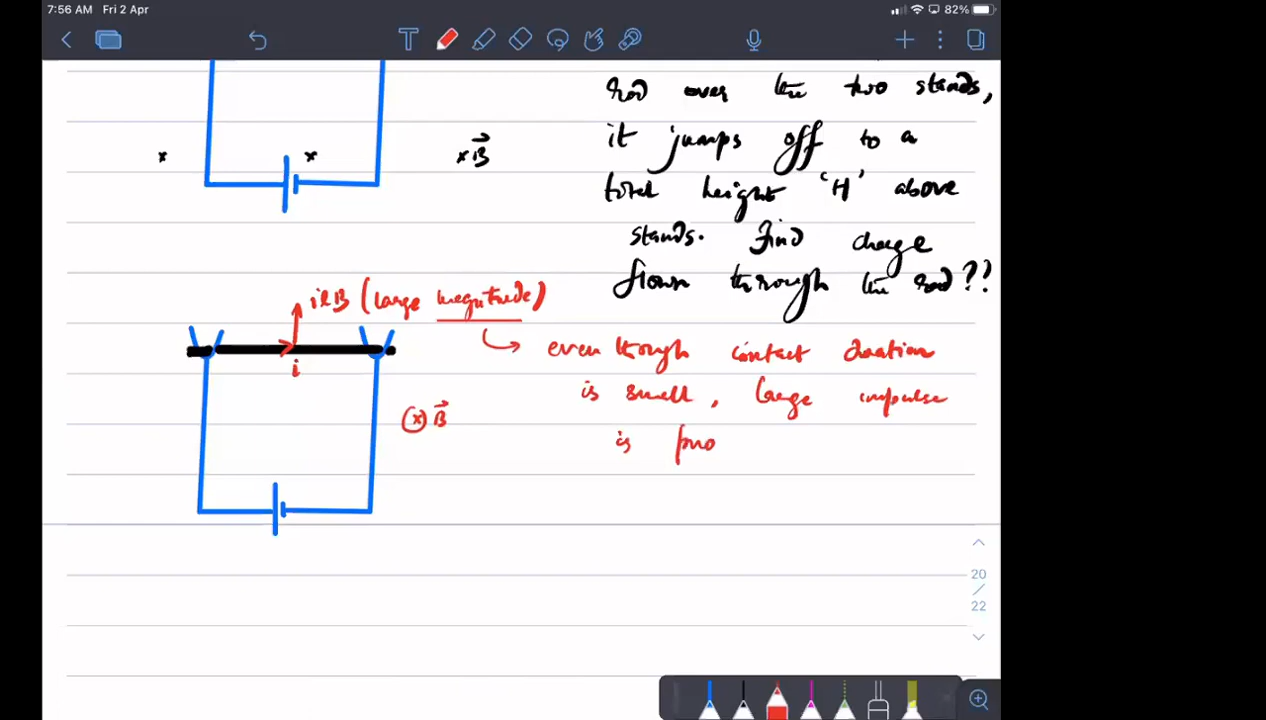 7:56 AM Fri 2 Apr
82%
T
rod over the two stands,
it jumps off to a
total height 'H' above
stands. Find charge
flown through the rod??
x x x B
ilB (large magnitude)
even though contact duration
is small, large impulse
is pro
i
x B
20
/
22